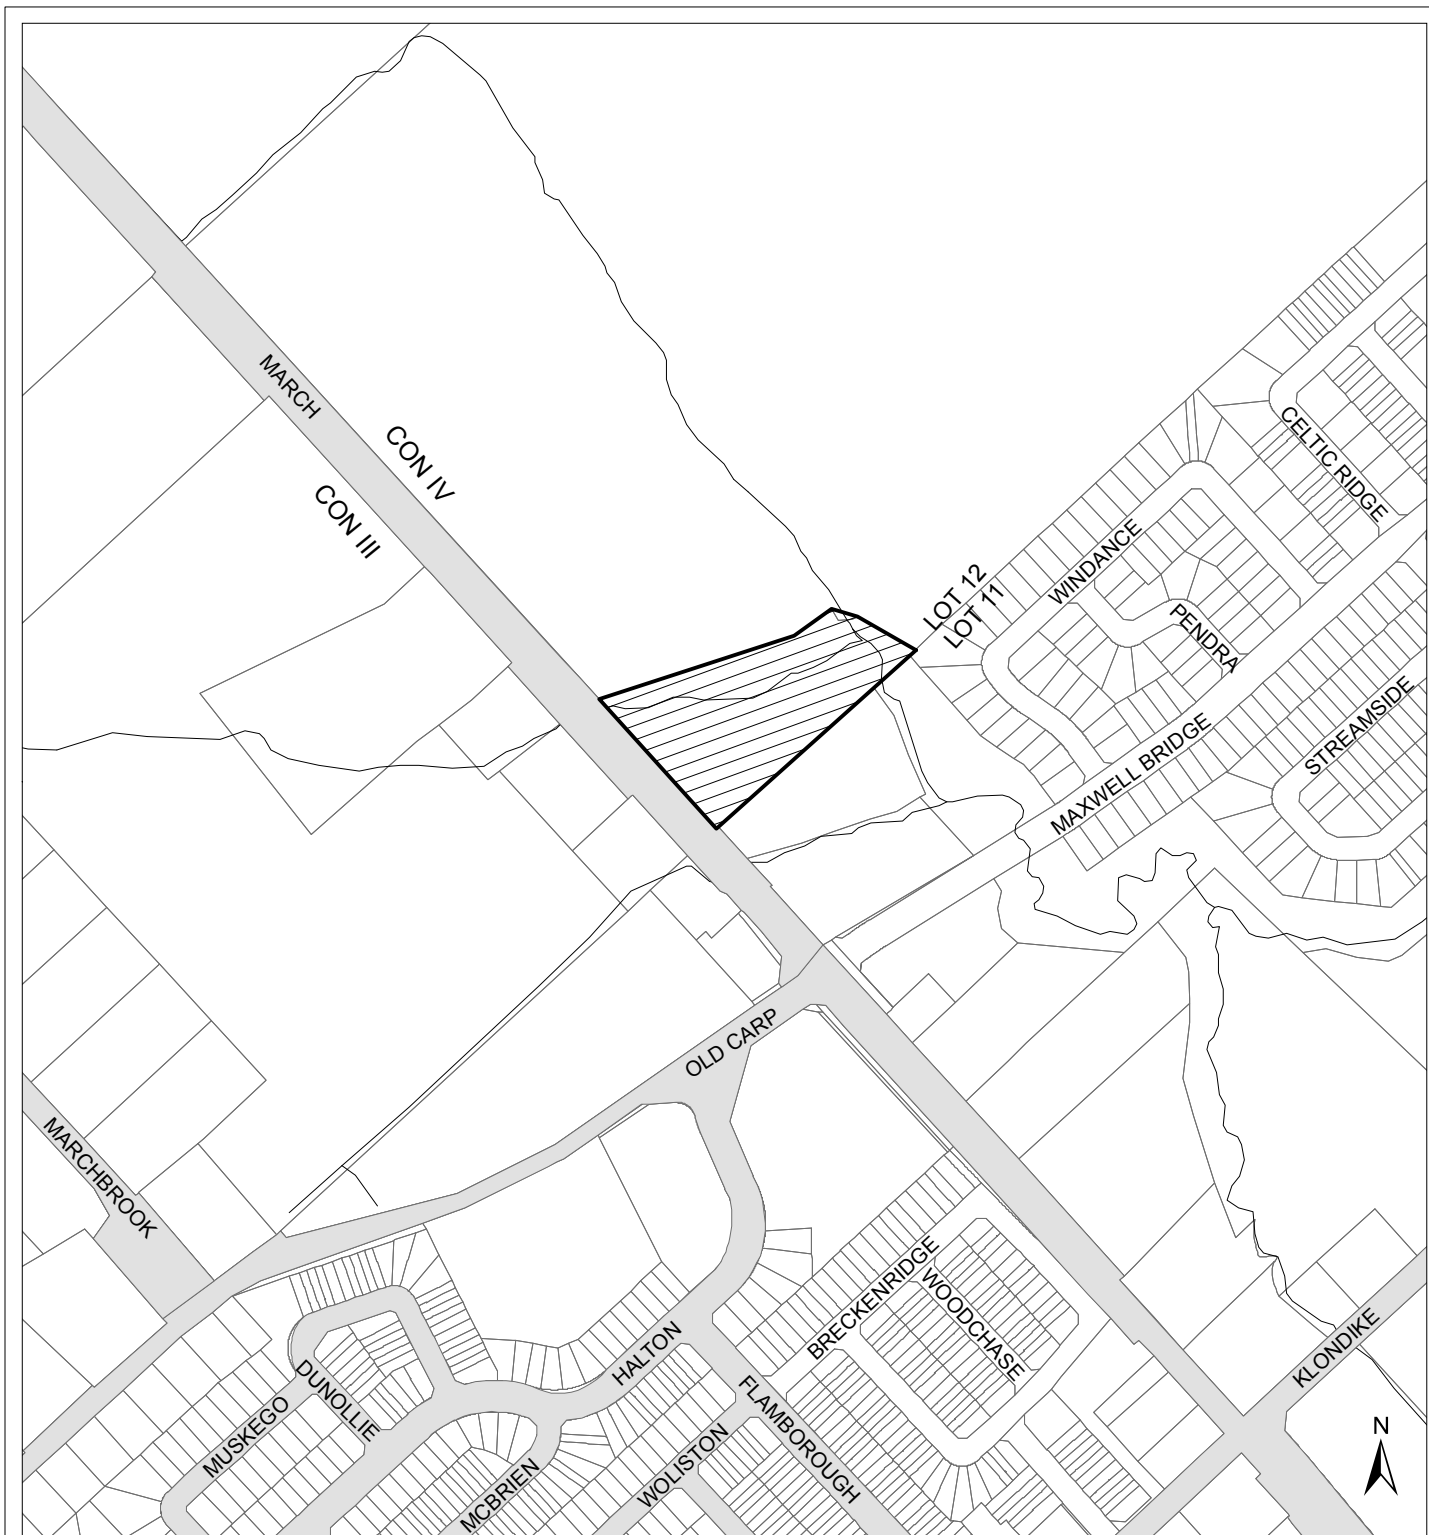 MARCH
CON IV
CON III
CELTIC RIDGE
WINDANCE
LOT 12
LOT 11
PENDRA
STREAMSIDE
MAXWELL BRIDGE
OLD CARP
MARCHBROOK
BRECKENRIDGE
WOODCHASE
KLONDIKE
HALTON
DUNOLLIE
MUSKEGO
FLAMBOROUGH
WOLISTON
MCBRIEN
N